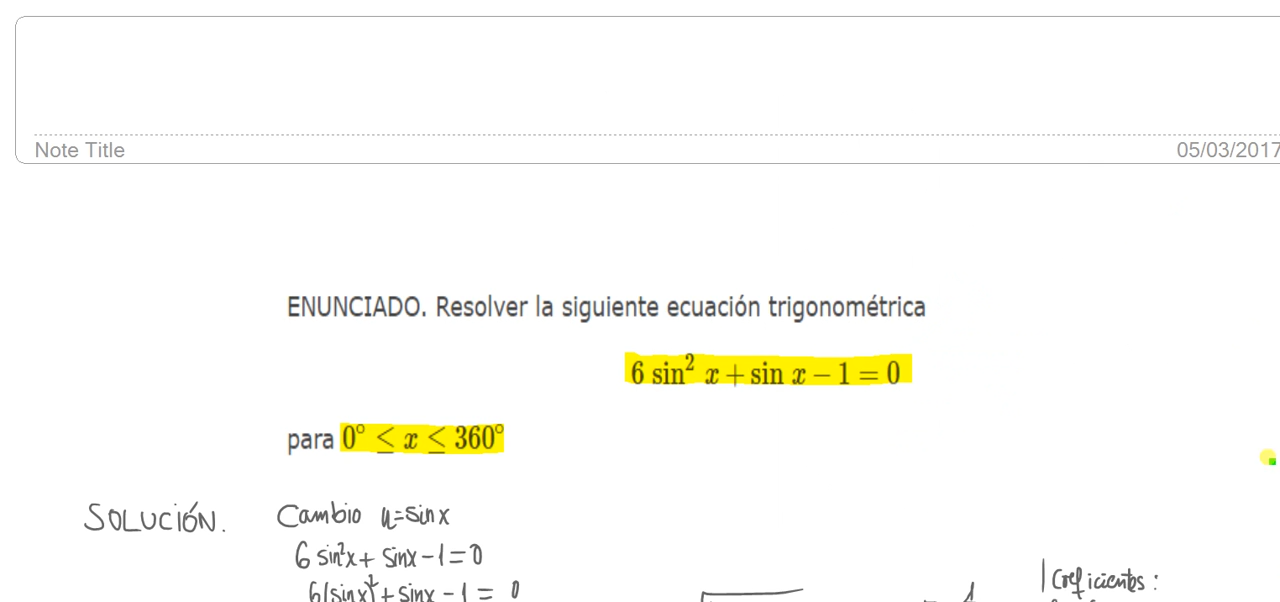 Note Title
05/03/2017
ENUNCIADO. Resolver la siguiente ecuación trigonométrica
6 sin² x + sin x − 1 = 0
para 0° ≤ x ≤ 360°
SOLUCIÓN. Cambio u=sinx
6 sin²x + sinx − 1 = 0
6(sinx)² + sinx − 1 = 0
Coeficientes: